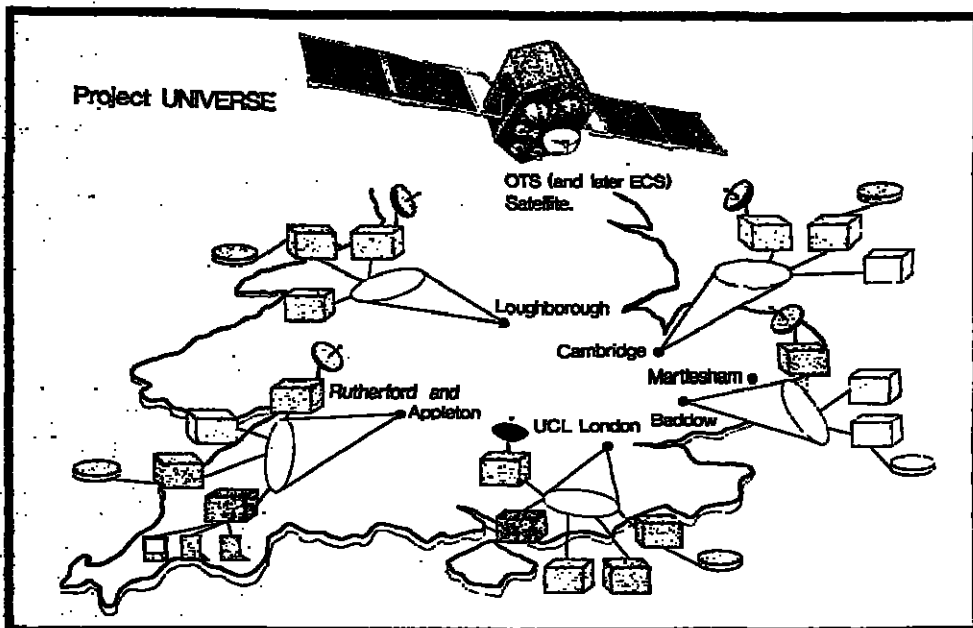 Project UNIVERSE
OTS (and later ECS)
Satellite.
Loughborough
Cambridge
Martlesham
Rutherford and
Appleton
Baddow
UCL London